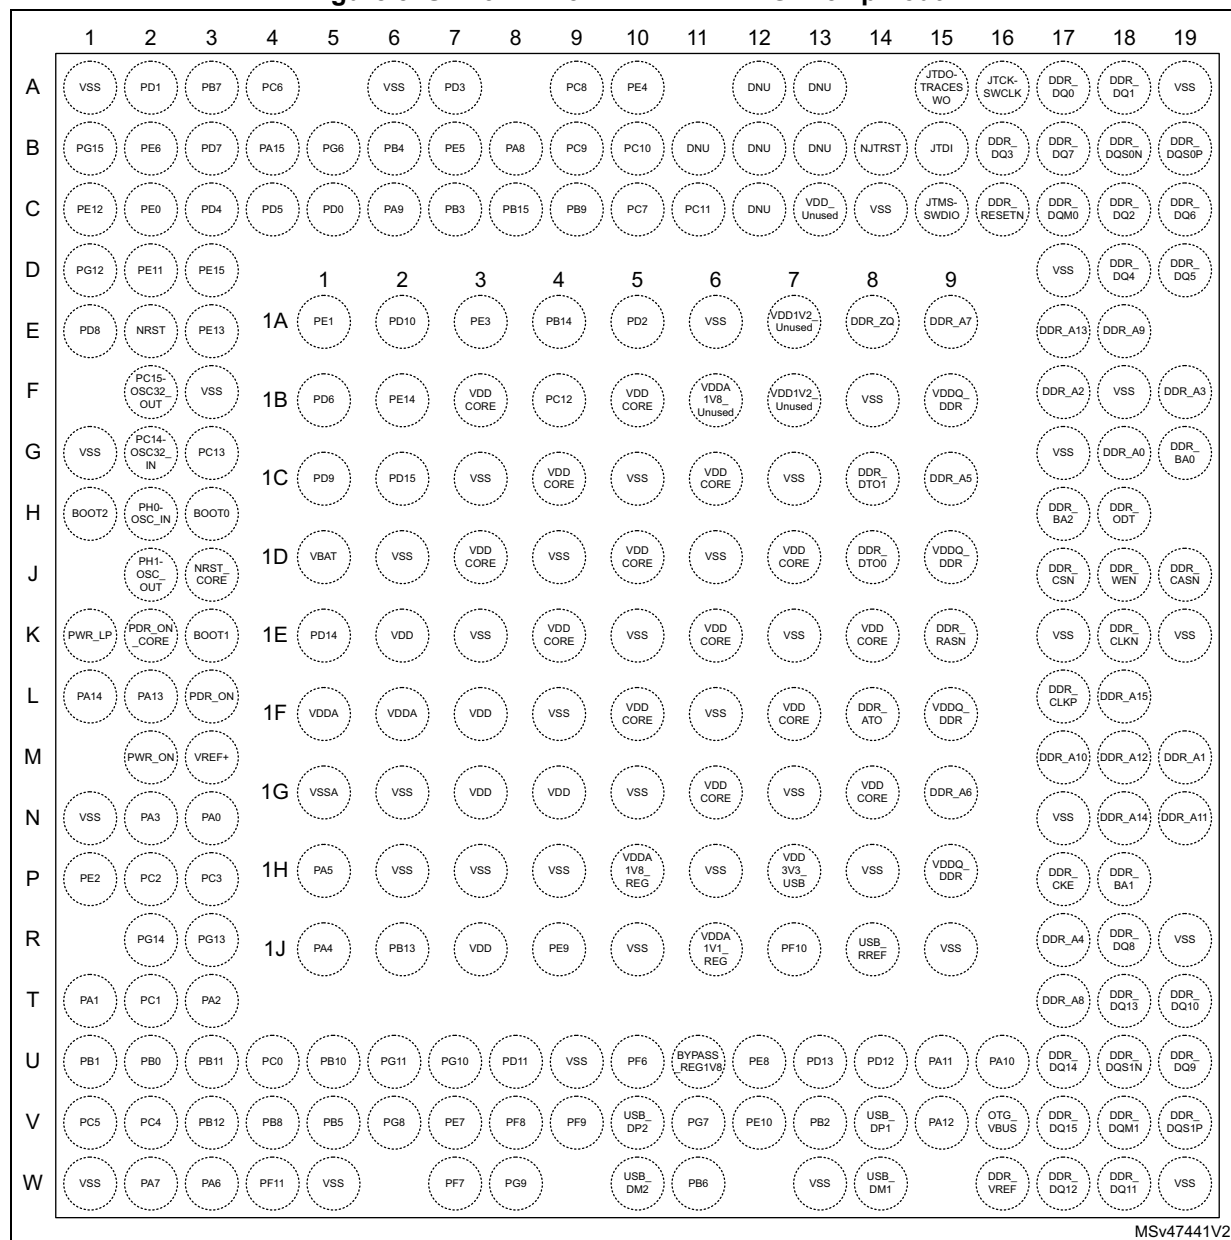 1 2 3 4 5 6 7 8 9 10 11 12 13 14 15 16 17 18 19
A VSS PD1 PB7 PC6 VSS PD3 PC8 PE4 DNU DNU JTDO-TRACESWO JTCK-SWCLK DDR_DQ0 DDR_DQ1 VSS
B PG15 PE6 PD7 PA15 PG6 PB4 PE5 PA8 PC9 PC10 DNU DNU DNU NJTRST JTDI DDR_DQ3 DDR_DQ7 DDR_DQS0N DDR_DQS0P
C PE12 PE0 PD4 PD5 PD0 PA9 PB3 PB15 PB9 PC7 PC11 DNU VDD_Unused VSS JTMS-SWDIO DDR_RESETN DDR_DQM0 DDR_DQ2 DDR_DQ6
D PG12 PE11 PE15 VSS DDR_DQ4 DDR_DQ5
1 2 3 4 5 6 7 8 9
1A PE1 PD10 PE3 PB14 PD2 VSS VDD1V2_Unused DDR_ZQ DDR_A7
E PD8 NRST PE13 DDR_A13 DDR_A9
F PC15-OSC32_OUT VSS DDR_A2 VSS DDR_A3
1B PD6 PE14 VDD CORE PC12 VDD CORE VDDA 1V8_Unused VDD1V2_Unused VSS VDDQ_DDR
G VSS PC14-OSC32_IN PC13 VSS DDR_A0 DDR_BA0
1C PD9 PD15 VSS VDD CORE VSS VDD CORE VSS DDR_DTO1 DDR_A5
H BOOT2 PH0-OSC_IN BOOT0 DDR_BA2 DDR_ODT
1D VBAT VSS VDD CORE VSS VDD CORE VSS VDD CORE DDR_DTO0 VDDQ_DDR
J PH1-OSC_OUT NRST_CORE DDR_CSN DDR_WEN DDR_CASN
K PWR_LP PDR_ON_CORE BOOT1 VSS DDR_CLKN VSS
1E PD14 VDD VSS VDD CORE VSS VDD CORE VSS VDD CORE DDR_RASN
L PA14 PA13 PDR_ON DDR_CLKP DDR_A15
1F VDDA VDDA VDD VSS VDD CORE VSS VDD CORE DDR_ATO VDDQ_DDR
M PWR_ON VREF+ DDR_A10 DDR_A12 DDR_A1
1G VSSA VSS VDD VDD VSS VDD CORE VSS VDD CORE DDR_A6
N VSS PA3 PA0 VSS DDR_A14 DDR_A11
1H PA5 VSS VSS VSS VDDA 1V8_REG VSS VDD 3V3_USB VSS VDDQ_DDR
P PE2 PC2 PC3 DDR_CKE DDR_BA1
R PG14 PG13 DDR_A4 DDR_DQ8 VSS
1J PA4 PB13 VDD PE9 VSS VDDA 1V1_REG PF10 USB_RREF VSS
T PA1 PC1 PA2 DDR_A8 DDR_DQ13 DDR_DQ10
U PB1 PB0 PB11 PC0 PB10 PG11 PG10 PD11 VSS PF6 BYPASS_REG1V8 PE8 PD13 PD12 PA11 PA10 DDR_DQ14 DDR_DQS1N DDR_DQ9
V PC5 PC4 PB12 PB8 PB5 PG8 PE7 PF8 PF9 USB_DP2 PG7 PE10 PB2 USB_DP1 PA12 OTG_VBUS DDR_DQ15 DDR_DQM1 DDR_DQS1P
W VSS PA7 PA6 PF11 VSS PF7 PG9 USB_DM2 PB6 VSS USB_DM1 DDR_VREF DDR_DQ12 DDR_DQ11 VSS
MSv47441V2